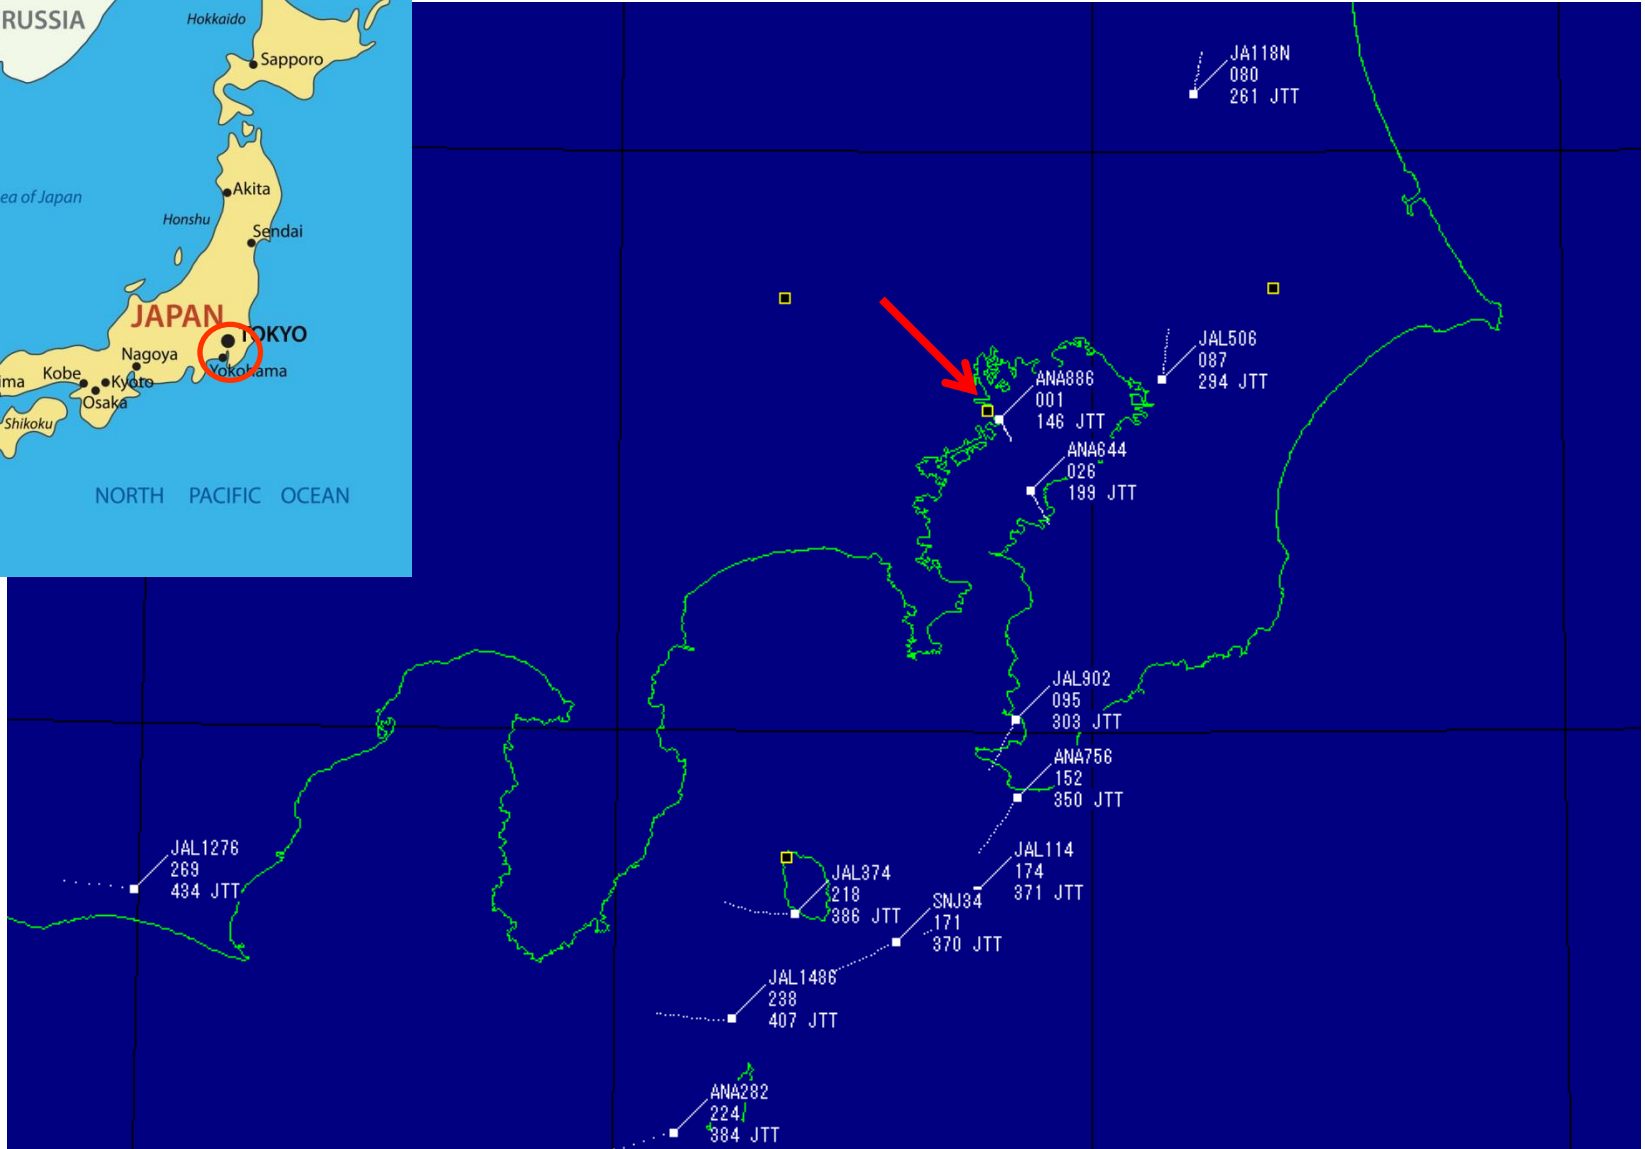 RUSSIA
Hokkaido
Sapporo
ea of Japan
Akita
Honshu
Sendai
JAPAN
TOKYO
Nagoya
Yokohama
ima
Kobe
Kyoto
Osaka
Shikoku
NORTH PACIFIC OCEAN
JA118N
080
261 JTT
JAL506
087
294 JTT
ANA886
001
146 JTT
ANA644
026
199 JTT
JAL902
095
303 JTT
ANA756
152
350 JTT
JAL1276
269
434 JTT
JAL114
174
371 JTT
JAL374
218
386 JTT
SNJ34
171
370 JTT
JAL1486
238
407 JTT
ANA282
224
384 JTT